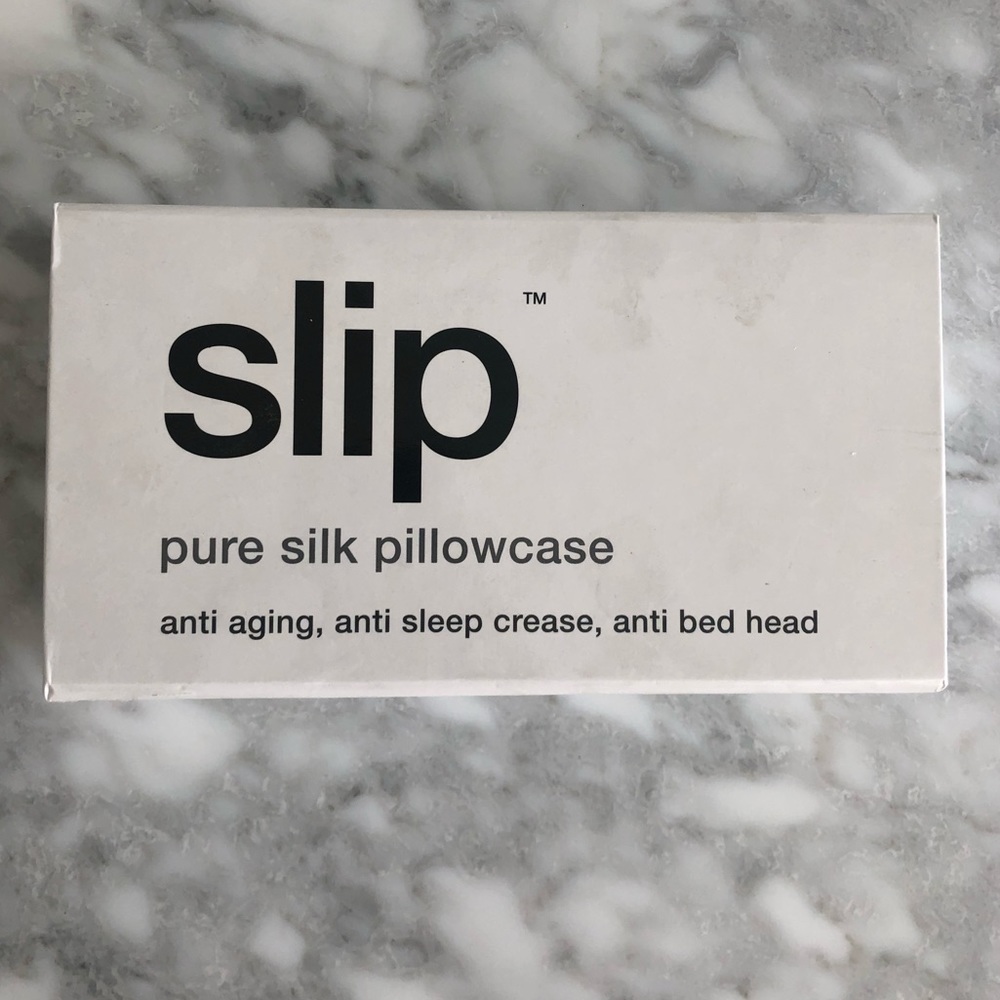 slip™
pure silk pillowcase
anti aging, anti sleep crease, anti bed head